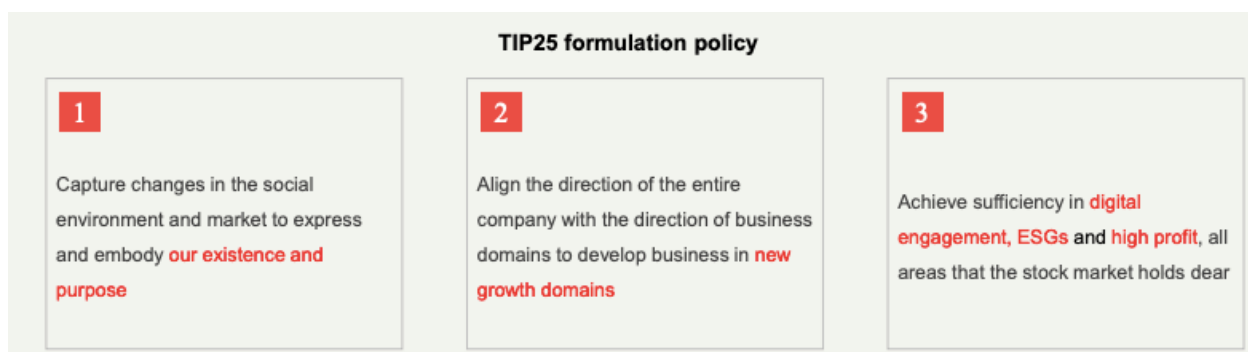 TIP25 formulation policy
1
Capture changes in the social
environment and market to express
and embody our existence and
purpose
2
Align the direction of the entire
company with the direction of business
domains to develop business in new
growth domains
3
Achieve sufficiency in digital
engagement, ESGs and high profit, all
areas that the stock market holds dear